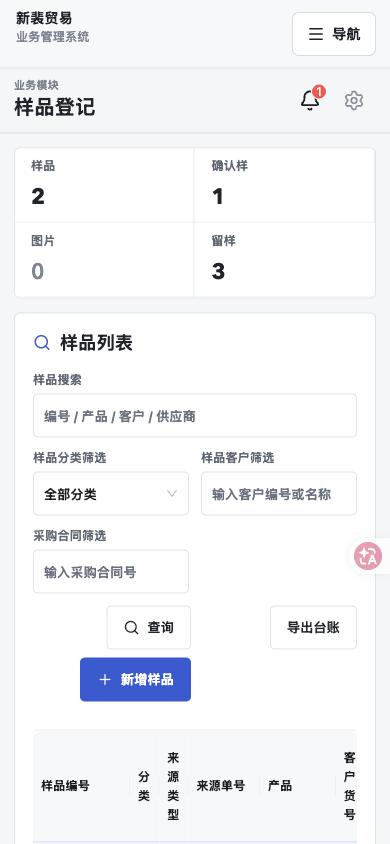 新裴贸易
业务管理系统
导航
业务模块
样品登记
1
样品
2
确认样
1
图片
0
留样
3
样品列表
样品搜索
编号 / 产品 / 客户 / 供应商
样品分类筛选
样品客户筛选
全部分类
输入客户编号或名称
采购合同筛选
输入采购合同号
查询
导出台账
新增样品
样品编号
分类
来源类型
来源单号
产品
客户货号